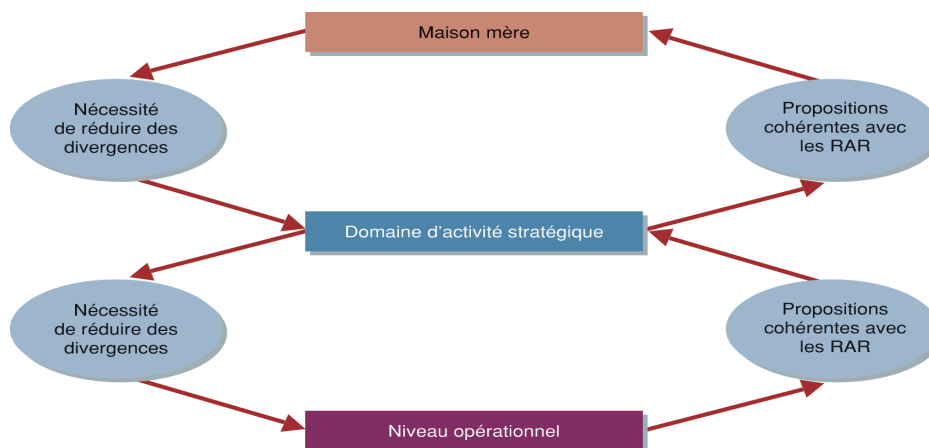 Maison mère
Nécessité
de réduire des
divergences
Propositions
cohérentes avec
les RAR
Domaine d'activité stratégique
Nécessité
de réduire des
divergences
Propositions
cohérentes avec
les RAR
Niveau opérationnel